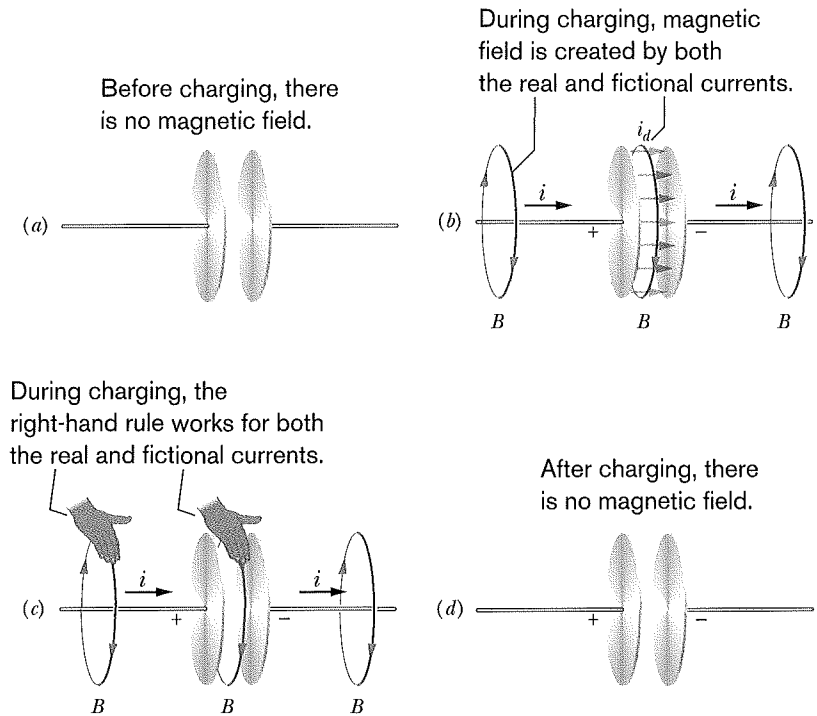 Before charging, there
is no magnetic field.
(a)
During charging, magnetic
field is created by both
the real and fictional currents.
i_d
i
i
(b)
+
−
B
B
B
During charging, the
right-hand rule works for both
the real and fictional currents.
i
i
(c)
+
−
B
B
B
After charging, there
is no magnetic field.
(d)
+
−